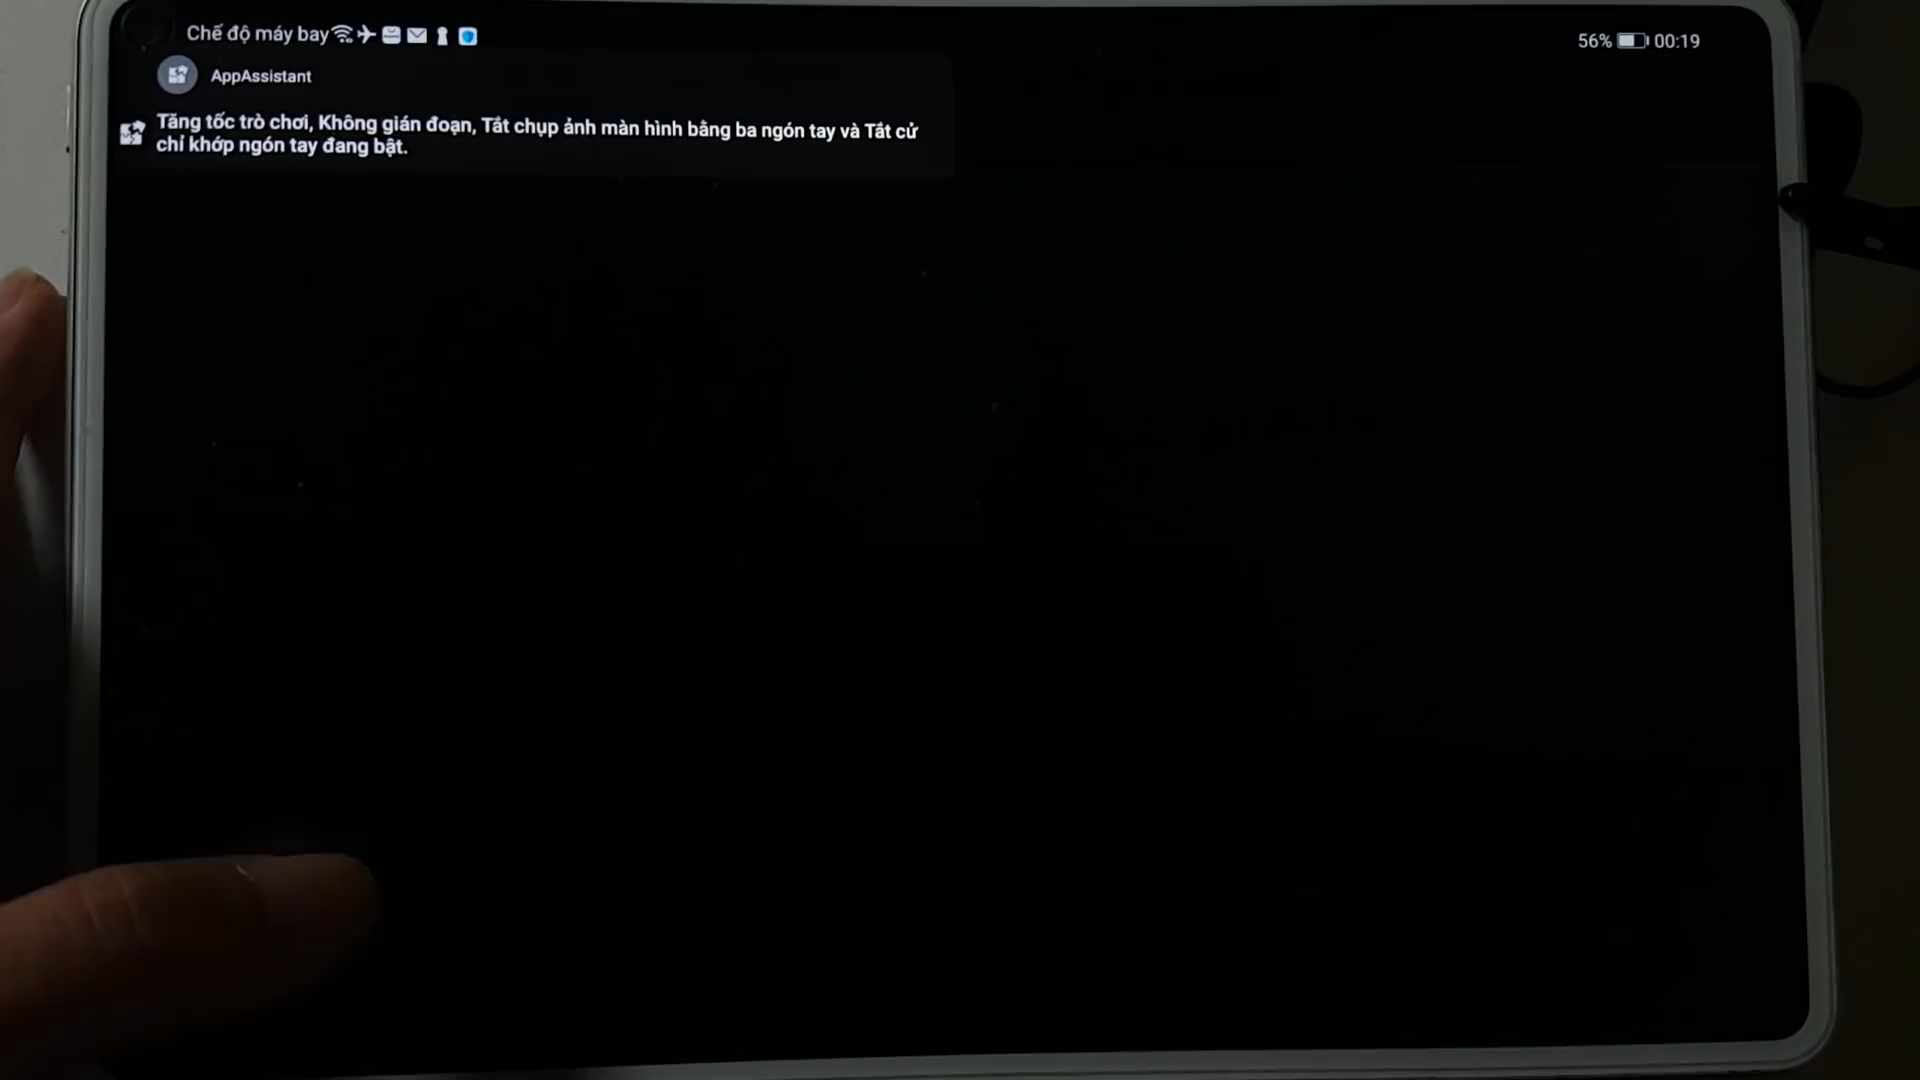 Chế độ máy bay
56% 00:19
AppAssistant
Tăng tốc trò chơi, Không gián đoạn, Tắt chụp ảnh màn hình bằng ba ngón tay và Tắt cử
chỉ khớp ngón tay đang bật.